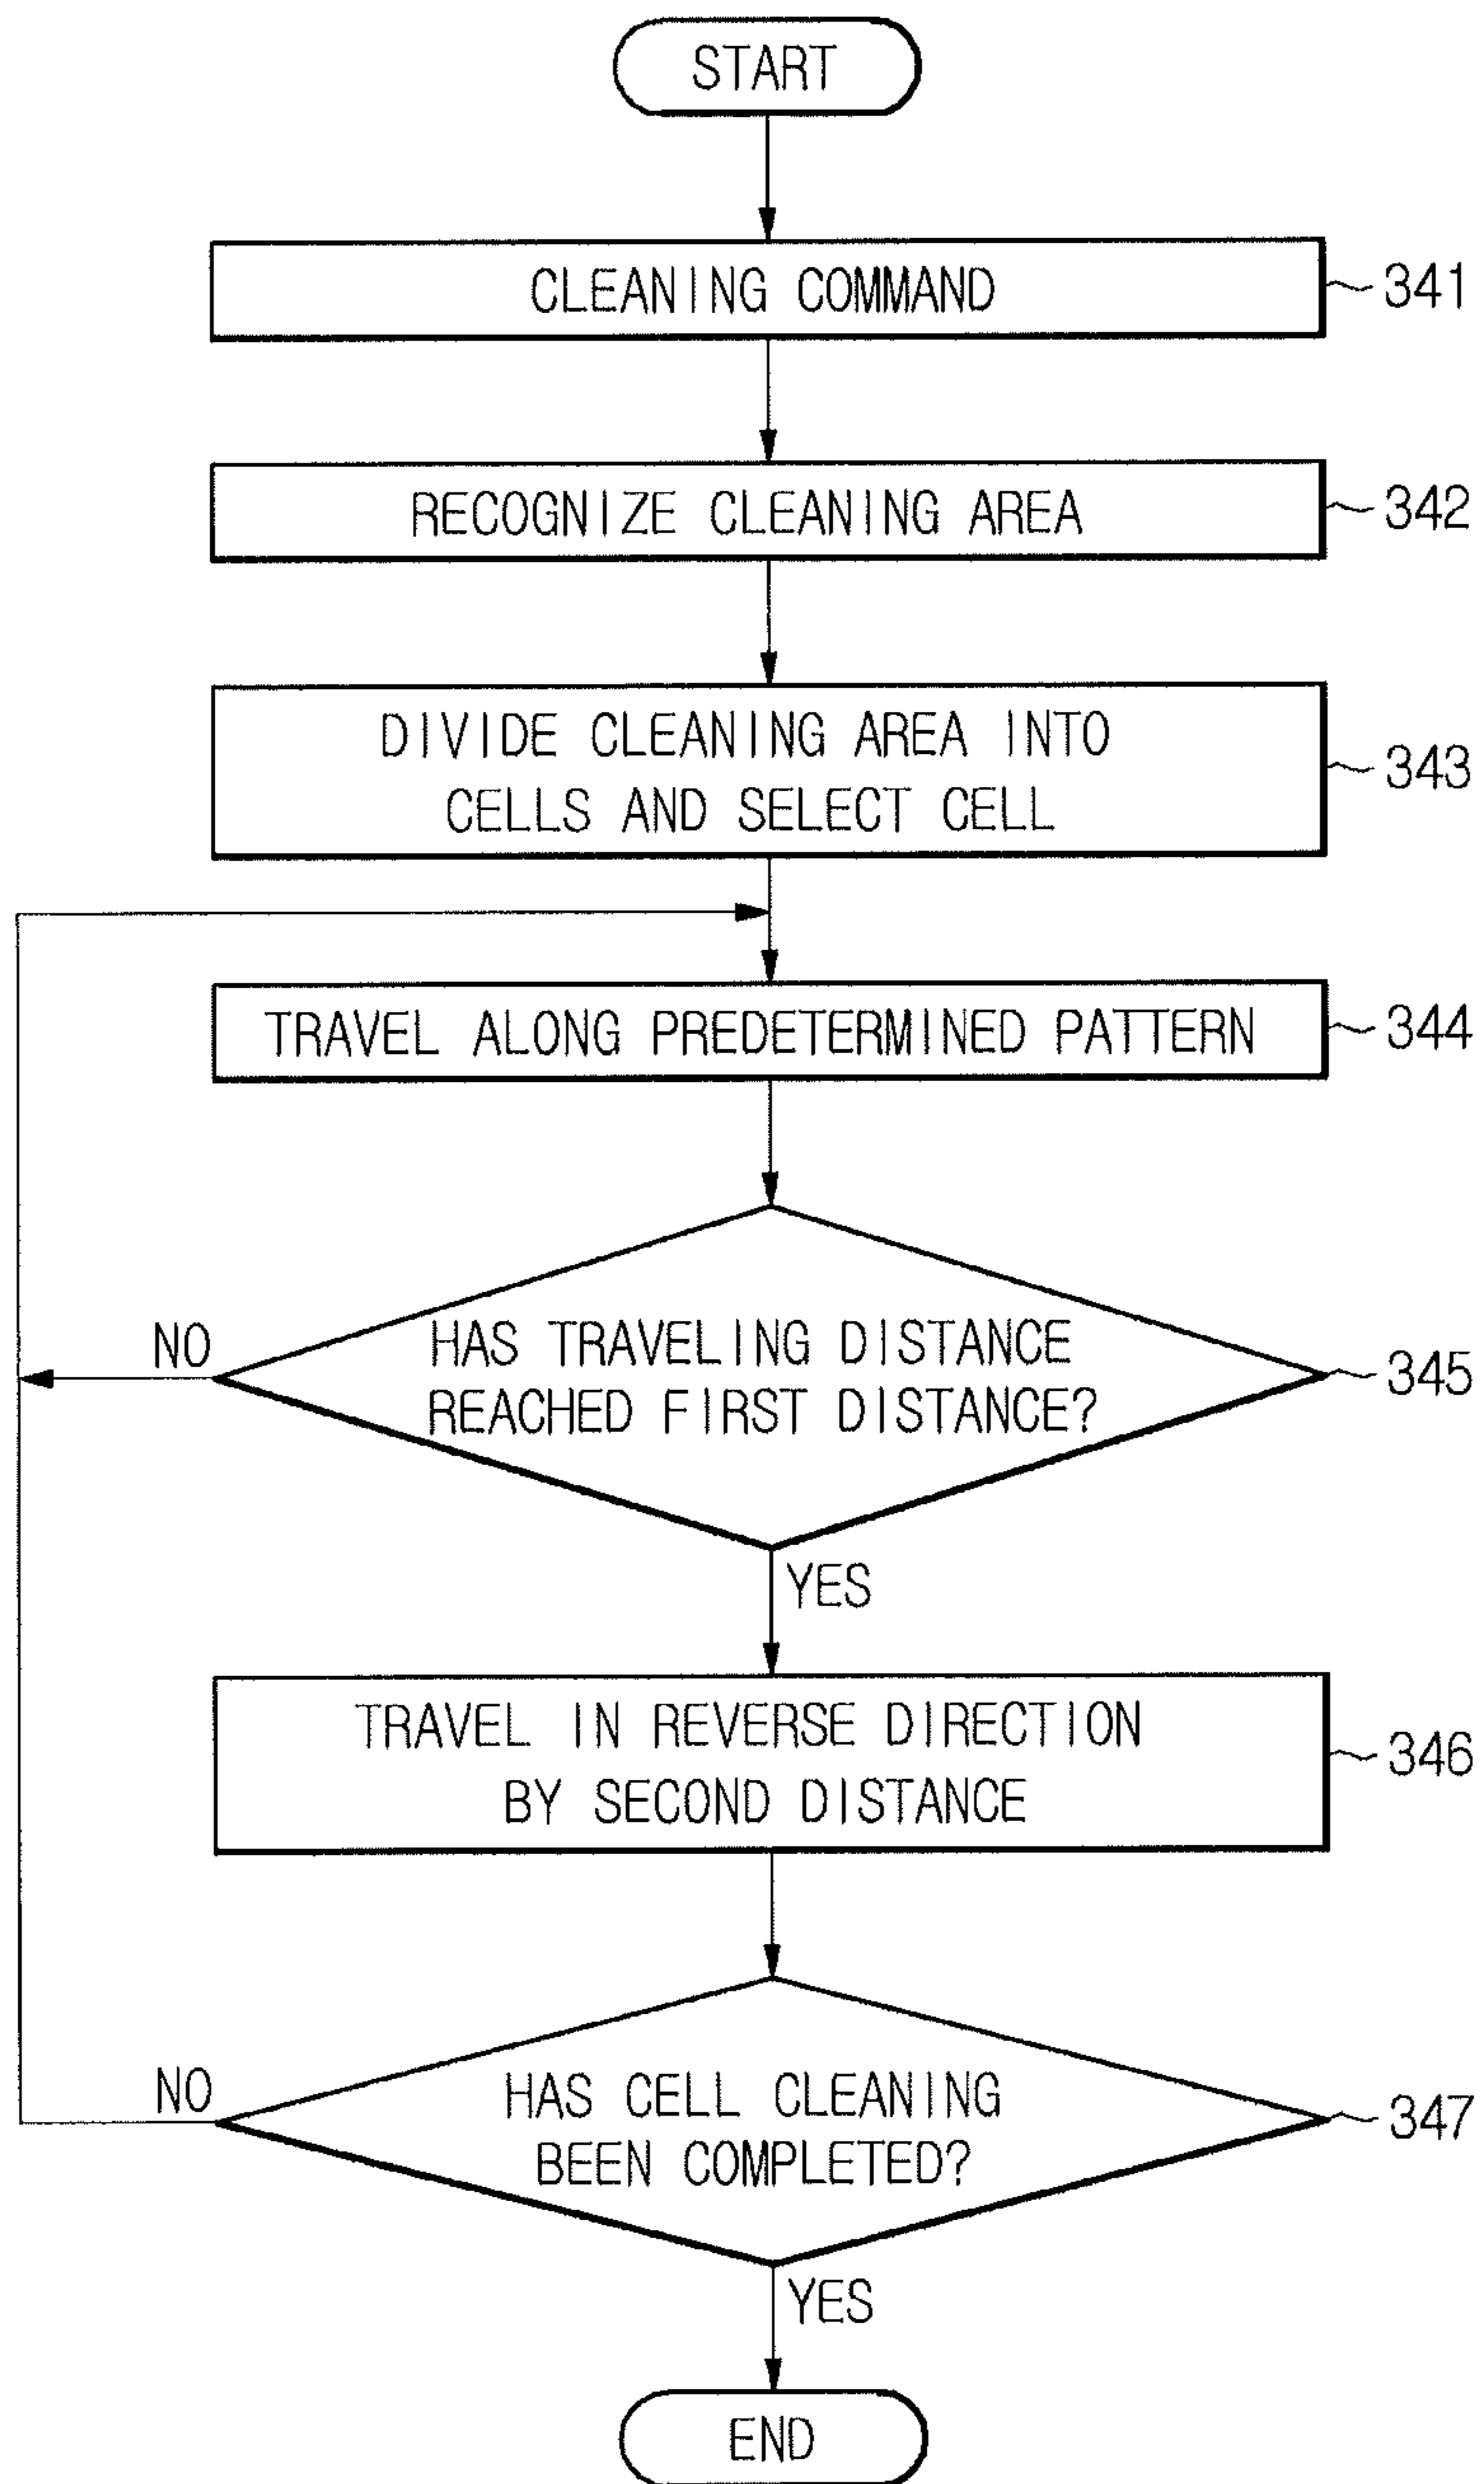 START
CLEANING COMMAND
341
RECOGNIZE CLEANING AREA
342
DIVIDE CLEANING AREA INTO
CELLS AND SELECT CELL
343
TRAVEL ALONG PREDETERMINED PATTERN
344
NO
HAS TRAVELING DISTANCE
REACHED FIRST DISTANCE?
345
YES
TRAVEL IN REVERSE DIRECTION
BY SECOND DISTANCE
346
NO
HAS CELL CLEANING
BEEN COMPLETED?
347
YES
END